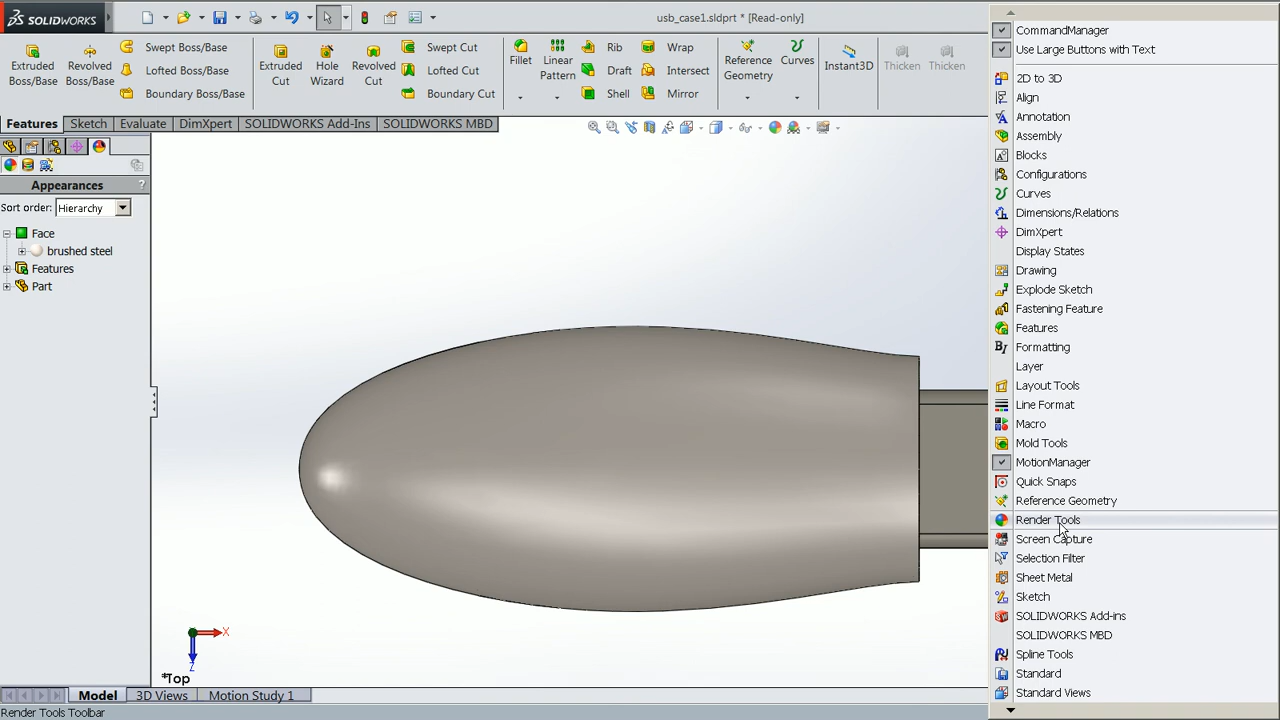 SOLIDWORKS
usb_case1.sldprt * [Read-only]
Extruded Boss/Base
Revolved Boss/Base
Swept Boss/Base
Lofted Boss/Base
Boundary Boss/Base
Extruded Cut
Hole Wizard
Revolved Cut
Swept Cut
Lofted Cut
Boundary Cut
Fillet
Linear Pattern
Rib
Draft
Shell
Wrap
Intersect
Mirror
Reference Geometry
Curves
Instant3D
Thicken
Thicken
Features
Sketch
Evaluate
DimXpert
SOLIDWORKS Add-Ins
SOLIDWORKS MBD
Appearances
?
Sort order: Hierarchy
Face
brushed steel
Features
Part
X
Z
*Top
Model
3D Views
Motion Study 1
Render Tools Toolbar
CommandManager
Use Large Buttons with Text
2D to 3D
Align
Annotation
Assembly
Blocks
Configurations
Curves
Dimensions/Relations
DimXpert
Display States
Drawing
Explode Sketch
Fastening Feature
Features
Formatting
Layer
Layout Tools
Line Format
Macro
Mold Tools
MotionManager
Quick Snaps
Reference Geometry
Render Tools
Screen Capture
Selection Filter
Sheet Metal
Sketch
SOLIDWORKS Add-ins
SOLIDWORKS MBD
Spline Tools
Standard
Standard Views